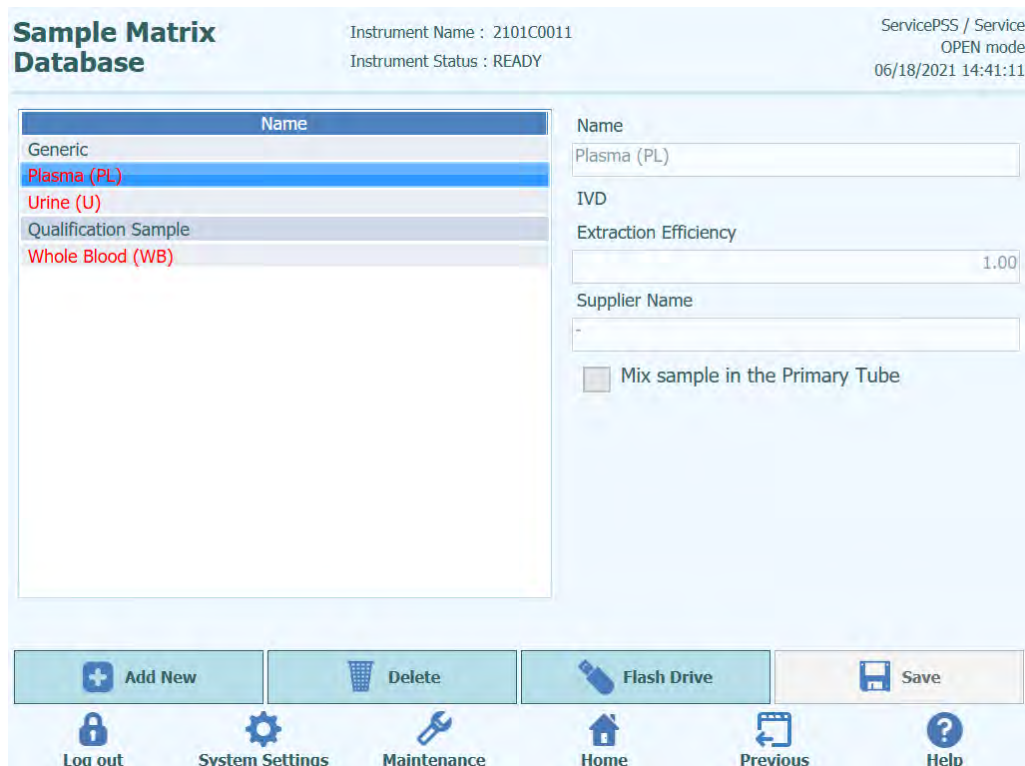 Sample Matrix
Database
Instrument Name : 2101C0011
Instrument Status : READY
ServicePSS / Service
OPEN mode
06/18/2021 14:41:11
Name
Generic
Plasma (PL)
Urine (U)
Qualification Sample
Whole Blood (WB)
Name
Plasma (PL)
IVD
Extraction Efficiency
1.00
Supplier Name
-
Mix sample in the Primary Tube
Add New
Delete
Flash Drive
Save
Log out
System Settings
Maintenance
Home
Previous
Help